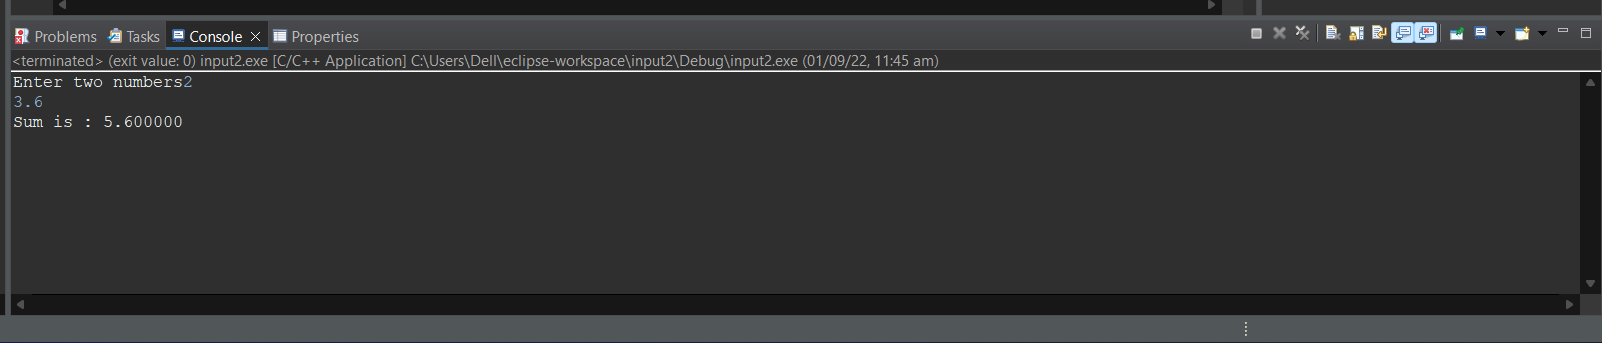 Problems Tasks Console Properties
<terminated> (exit value: 0) input2.exe [C/C++ Application] C:\Users\Dell\eclipse-workspace\input2\Debug\input2.exe (01/09/22, 11:45 am)
Enter two numbers2
3.6
Sum is : 5.600000